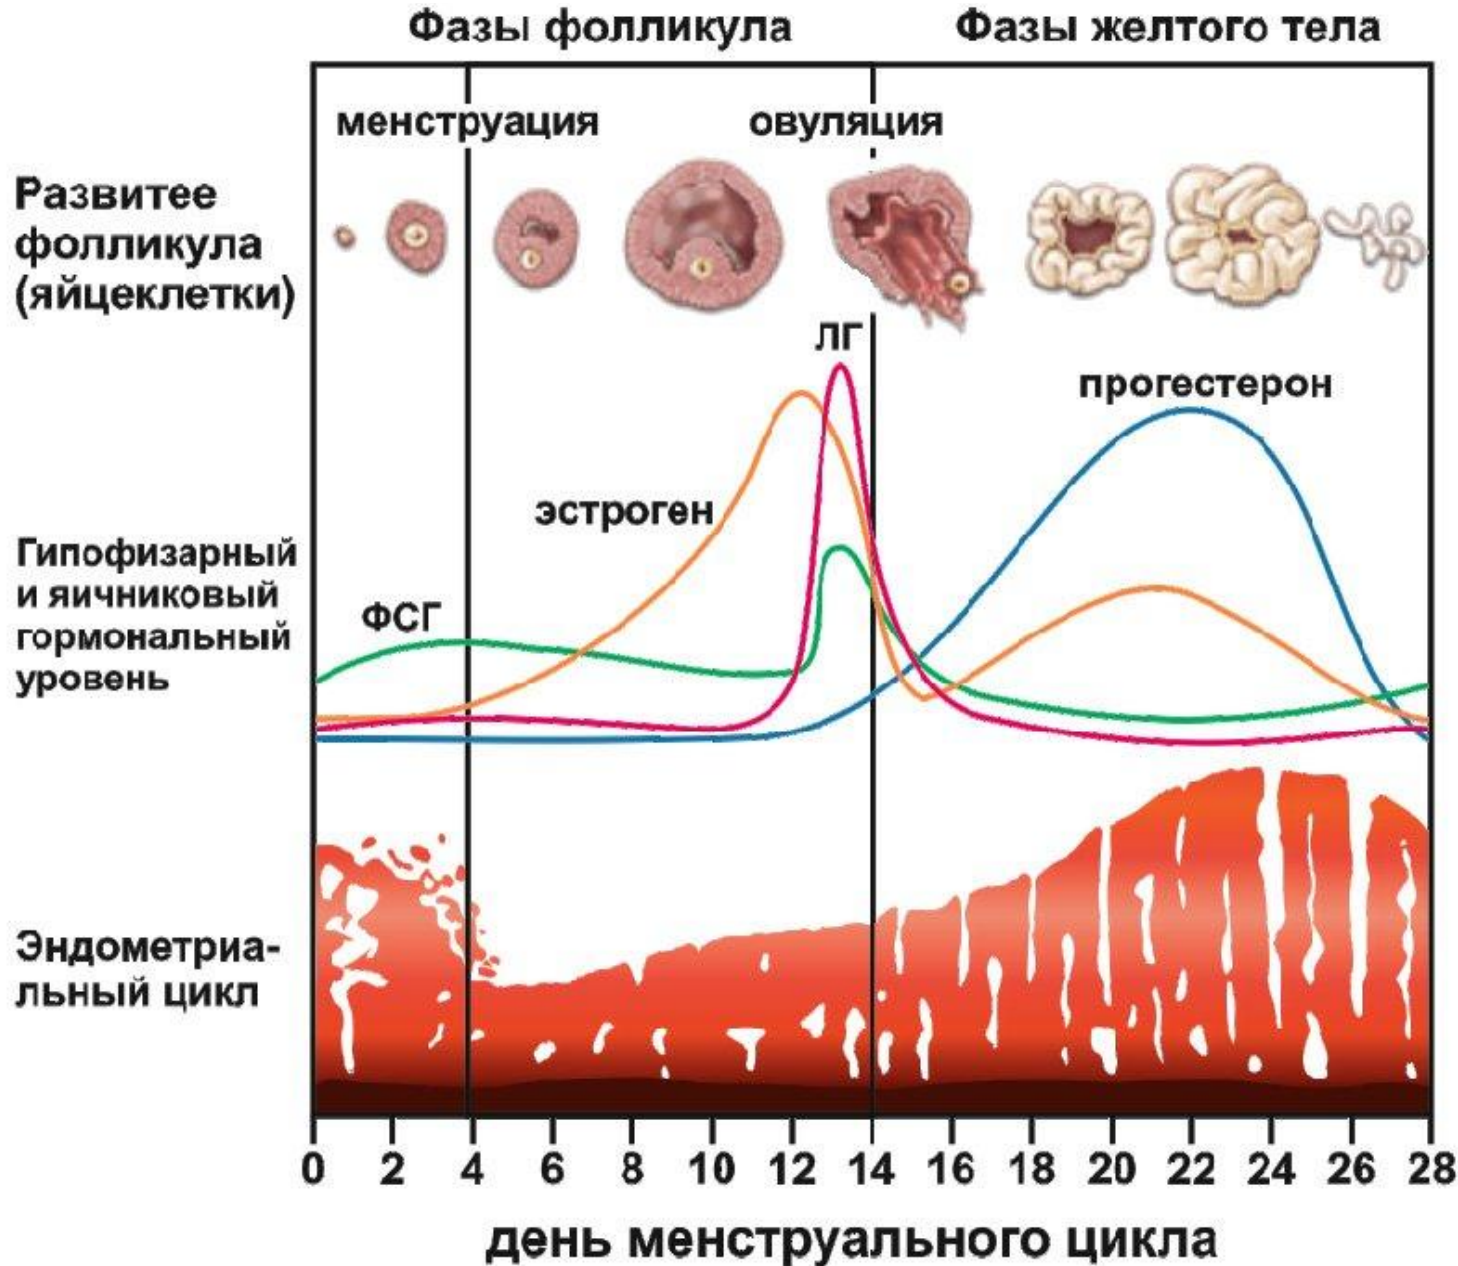 Фазы фолликула
Фазы желтого тела
менструация
овуляция
Развитее
фолликула
(яйцеклетки)
ЛГ
прогестерон
эстроген
ФСГ
Гипофизарный
и яичниковый
гормональный
уровень
Эндометриа-
льный цикл
0 2 4 6 8 10 12 14 16 18 20 22 24 26 28
день менструального цикла